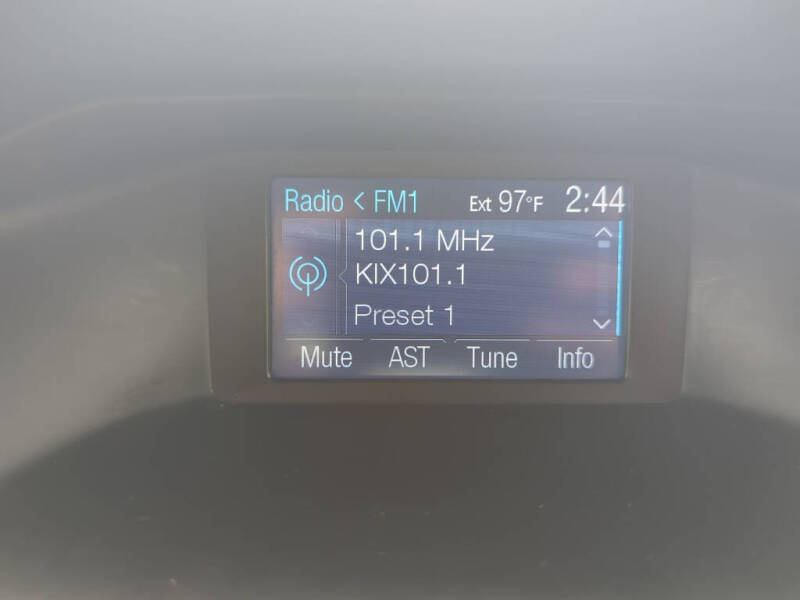 Radio < FM1 Ext 97°F 2:44
101.1 MHz
KIX101.1
Preset 1
Mute AST Tune Info